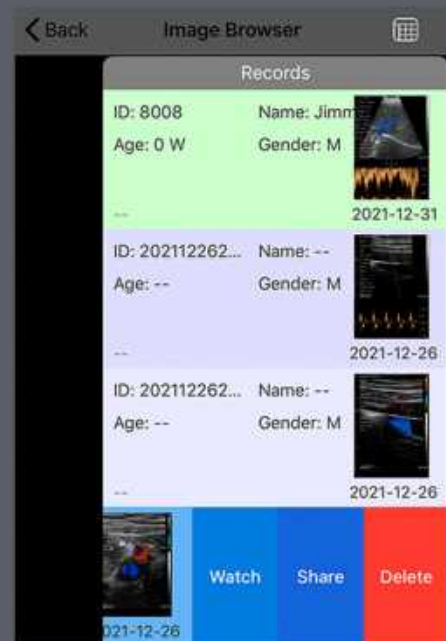 Back Image Browser
Records
ID: 8008 Name: Jimm
Age: 0 W Gender: M
--
2021-12-31
ID: 202112262... Name: --
Age: -- Gender: M
--
2021-12-26
ID: 202112262... Name: --
Age: -- Gender: M
--
2021-12-26
Watch Share Delete
021-12-26